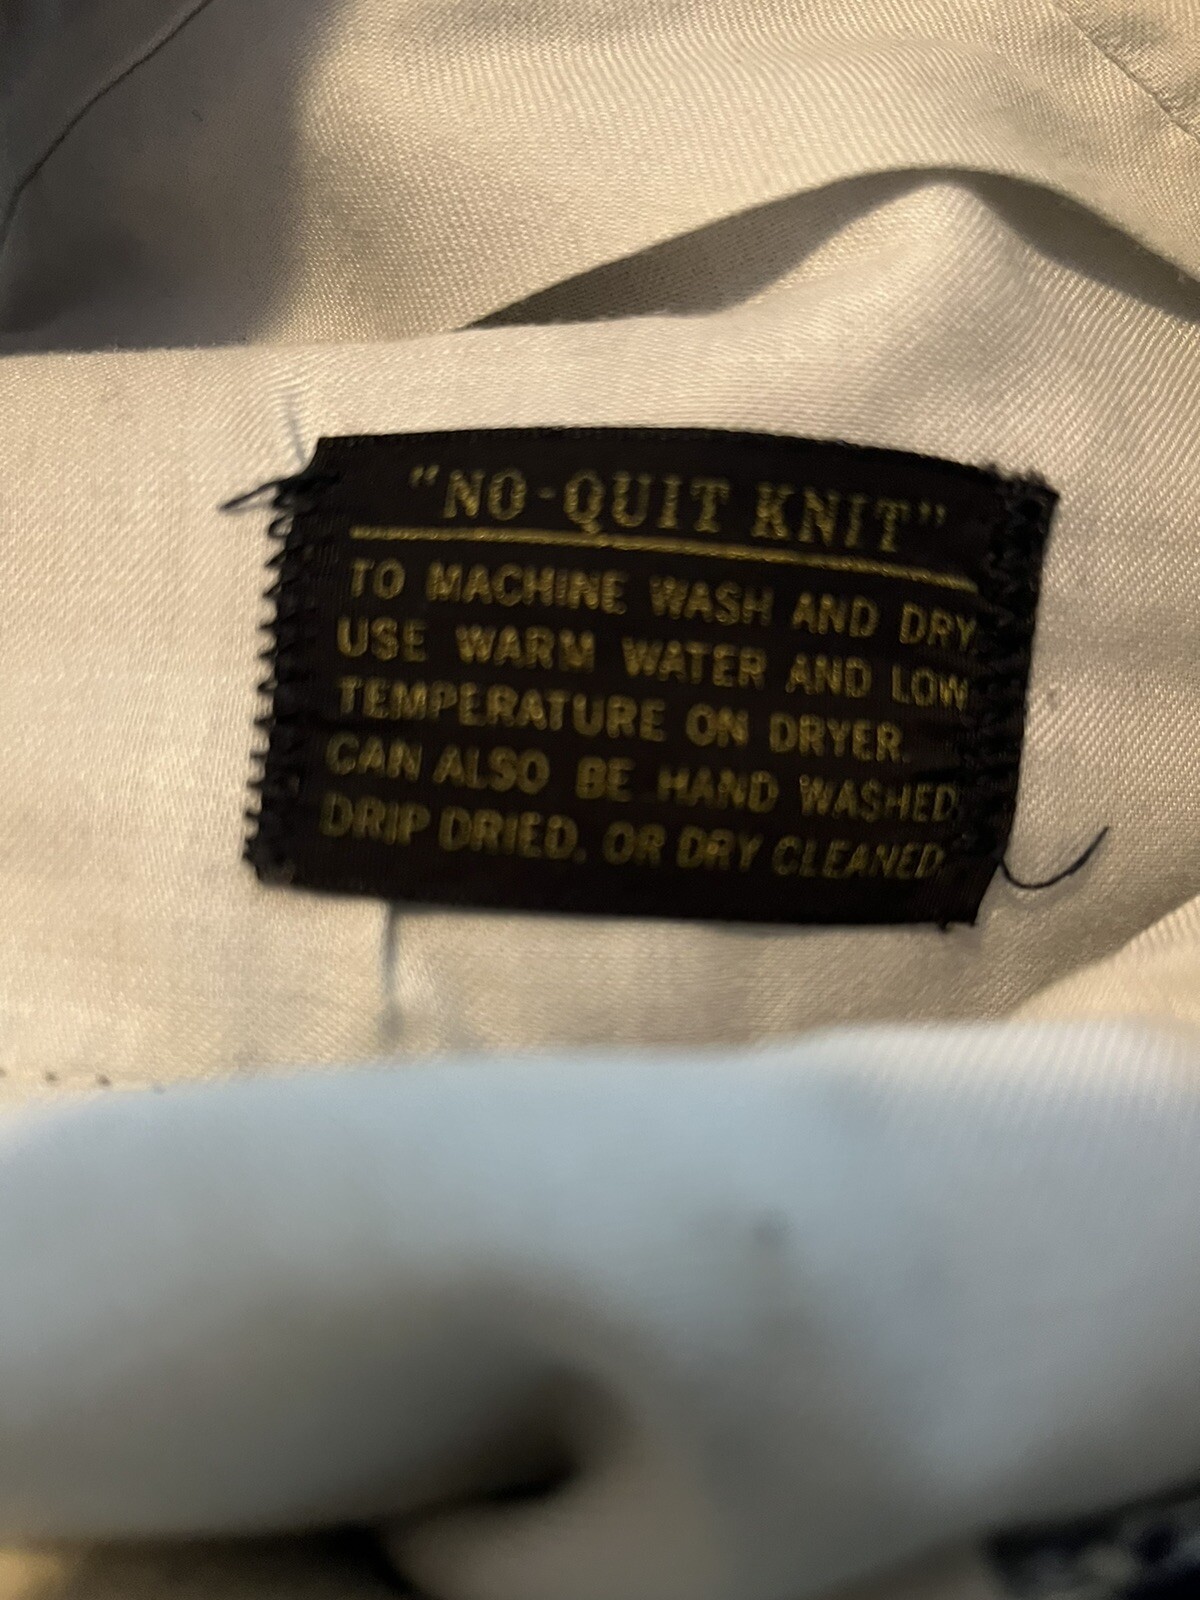 "NO-QUIT KNIT"
TO MACHINE WASH AND DRY,
USE WARM WATER AND LOW
TEMPERATURE ON DRYER.
CAN ALSO BE HAND WASHED,
DRIP DRIED, OR DRY CLEANED.